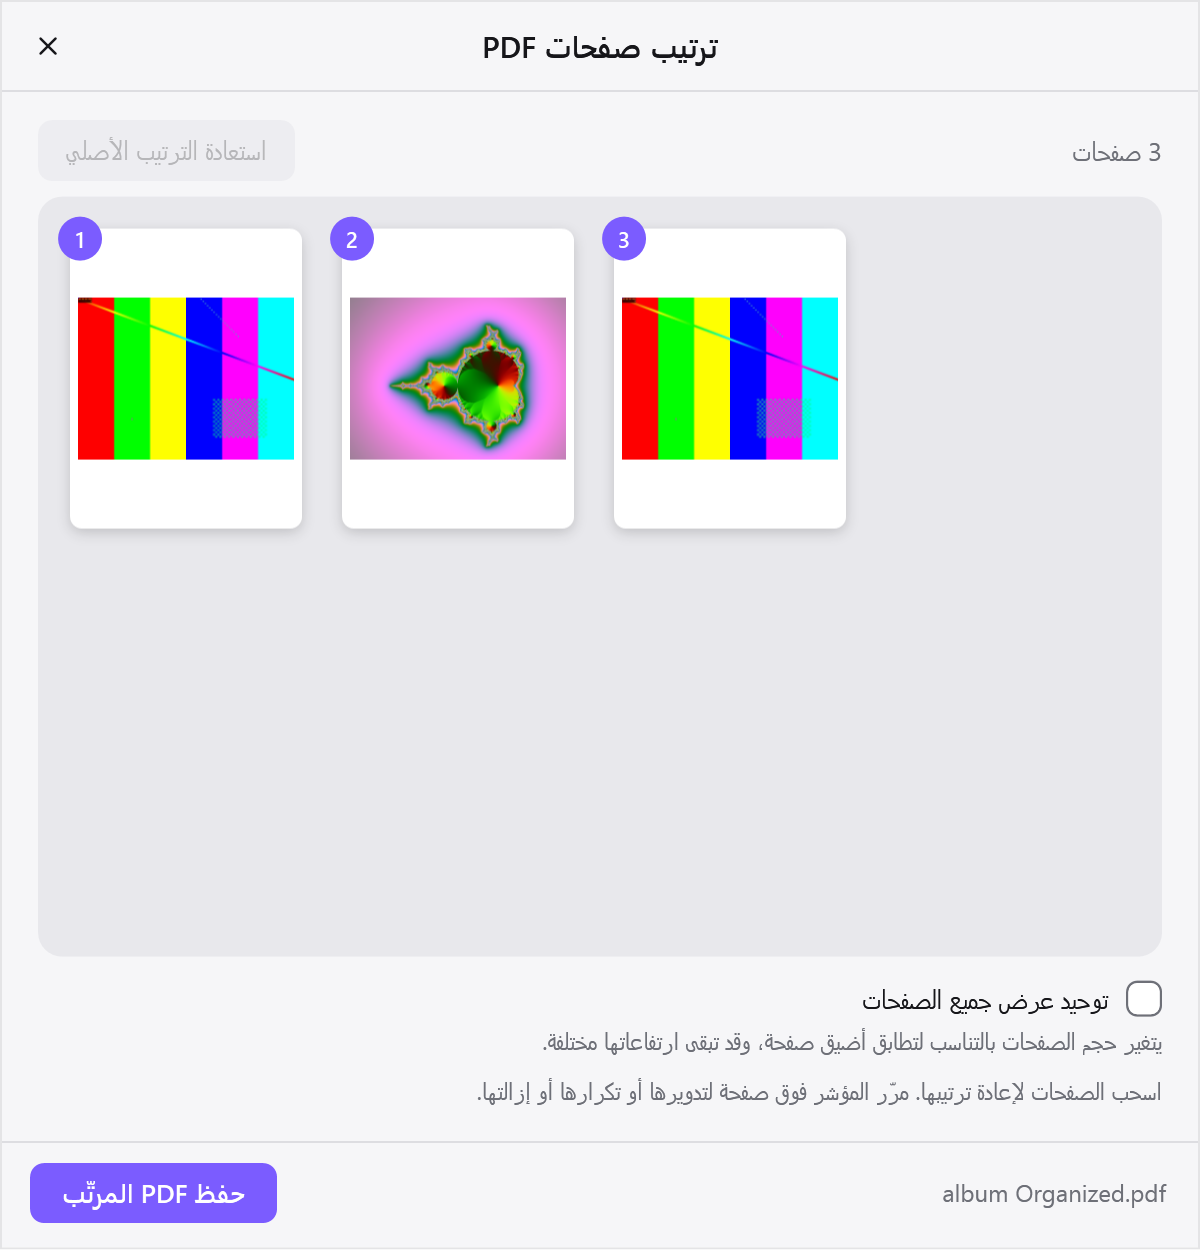 ترتيب صفحات PDF
3 صفحات
استعادة الترتيب الأصلي
1
2
3
توحيد عرض جميع الصفحات
يتغير حجم الصفحات بالتناسب لتطابق أضيق صفحة، وقد تبقى ارتفاعاتها مختلفة.
اسحب الصفحات لإعادة ترتيبها. مرّر المؤشر فوق صفحة لتدويرها أو تكرارها أو إزالتها.
album Organized.pdf
حفظ PDF المرتّب